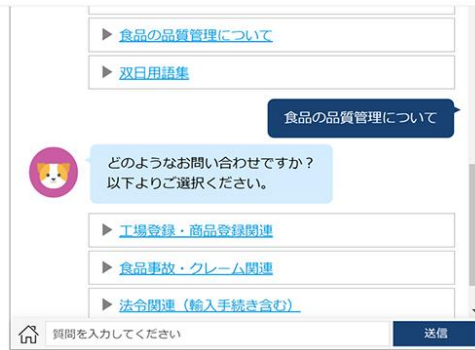 ▶ 食品の品質管理について
▶ 双日用語集
食品の品質管理について
どのようなお問い合わせですか？
以下よりご選択ください。
▶ 工場登録・商品登録関連
▶ 食品事故・クレーム関連
▶ 法令関連（輸入手続き含む）
質問を入力してください
送信